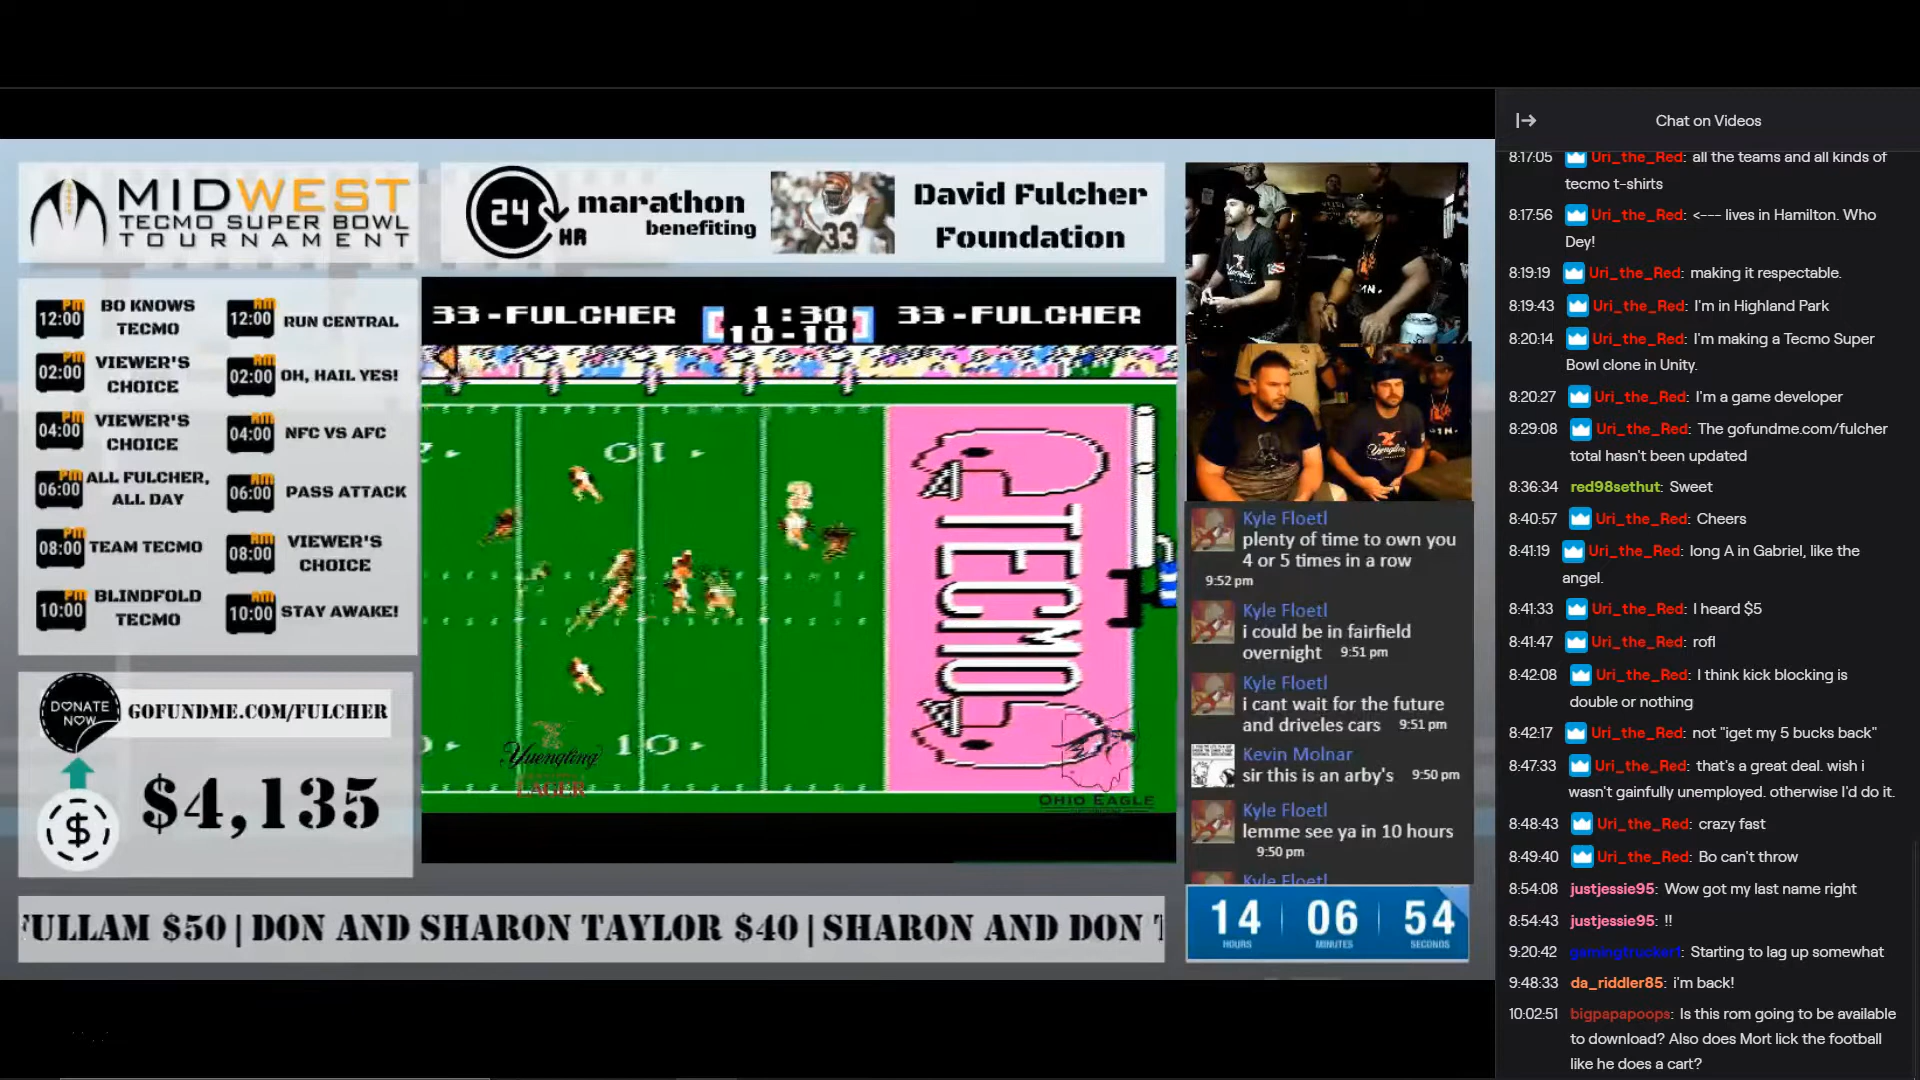 MIDWEST
TECMO SUPER BOWL
TOURNAMENT
24
HR
marathon
benefiting
33
David Fulcher
Foundation
PM
12:00
BO KNOWS
TECMO
PM
02:00
VIEWER'S
CHOICE
PM
04:00
VIEWER'S
CHOICE
PM
06:00
ALL FULCHER,
ALL DAY
PM
08:00
TEAM TECMO
PM
10:00
BLINDFOLD
TECMO
AM
12:00
RUN CENTRAL
AM
02:00
OH, HAIL YES!
AM
04:00
NFC VS AFC
AM
06:00
PASS ATTACK
AM
08:00
VIEWER'S
CHOICE
AM
10:00
STAY AWAKE!
DONATE
NOW
GOFUNDME.COM/FULCHER
$
$4,135
33-FULCHER
1:30
10-10
33-FULCHER
10
10
TECMO
Yuengling
LAGER
OHIO EAGLE
Kyle Floetl
plenty of time to own you
4 or 5 times in a row
9:52 pm
Kyle Floetl
i could be in fairfield
overnight 9:51 pm
Kyle Floetl
i cant wait for the future
and driveles cars 9:51 pm
Kevin Molnar
sir this is an arby's 9:50 pm
Kyle Floetl
lemme see ya in 10 hours
9:50 pm
Kyle Floetl
14 06 54
HOURS MINUTES SECONDS
FULLAM $50 | DON AND SHARON TAYLOR $40 | SHARON AND DON T
Chat on Videos
8:17:05 Uri_the_Red: all the teams and all kinds of
tecmo t-shirts
8:17:56 Uri_the_Red: <--- lives in Hamilton. Who
Dey!
8:19:19 Uri_the_Red: making it respectable.
8:19:43 Uri_the_Red: I'm in Highland Park
8:20:14 Uri_the_Red: I'm making a Tecmo Super
Bowl clone in Unity.
8:20:27 Uri_the_Red: I'm a game developer
8:29:08 Uri_the_Red: The gofundme.com/fulcher
total hasn't been updated
8:36:34 red98sethut: Sweet
8:40:57 Uri_the_Red: Cheers
8:41:19 Uri_the_Red: long A in Gabriel, like the
angel.
8:41:33 Uri_the_Red: I heard $5
8:41:47 Uri_the_Red: rofl
8:42:08 Uri_the_Red: I think kick blocking is
double or nothing
8:42:17 Uri_the_Red: not "iget my 5 bucks back"
8:47:33 Uri_the_Red: that's a great deal. wish i
wasn't gainfully unemployed. otherwise I'd do it.
8:48:43 Uri_the_Red: crazy fast
8:49:40 Uri_the_Red: Bo can't throw
8:54:08 justjessie95: Wow got my last name right
8:54:43 justjessie95: !!
9:20:42 gamingtrucker1: Starting to lag up somewhat
9:48:33 da_riddler85: i'm back!
10:02:51 bigpapapoops: Is this rom going to be available
to download? Also does Mort lick the football
like he does a cart?